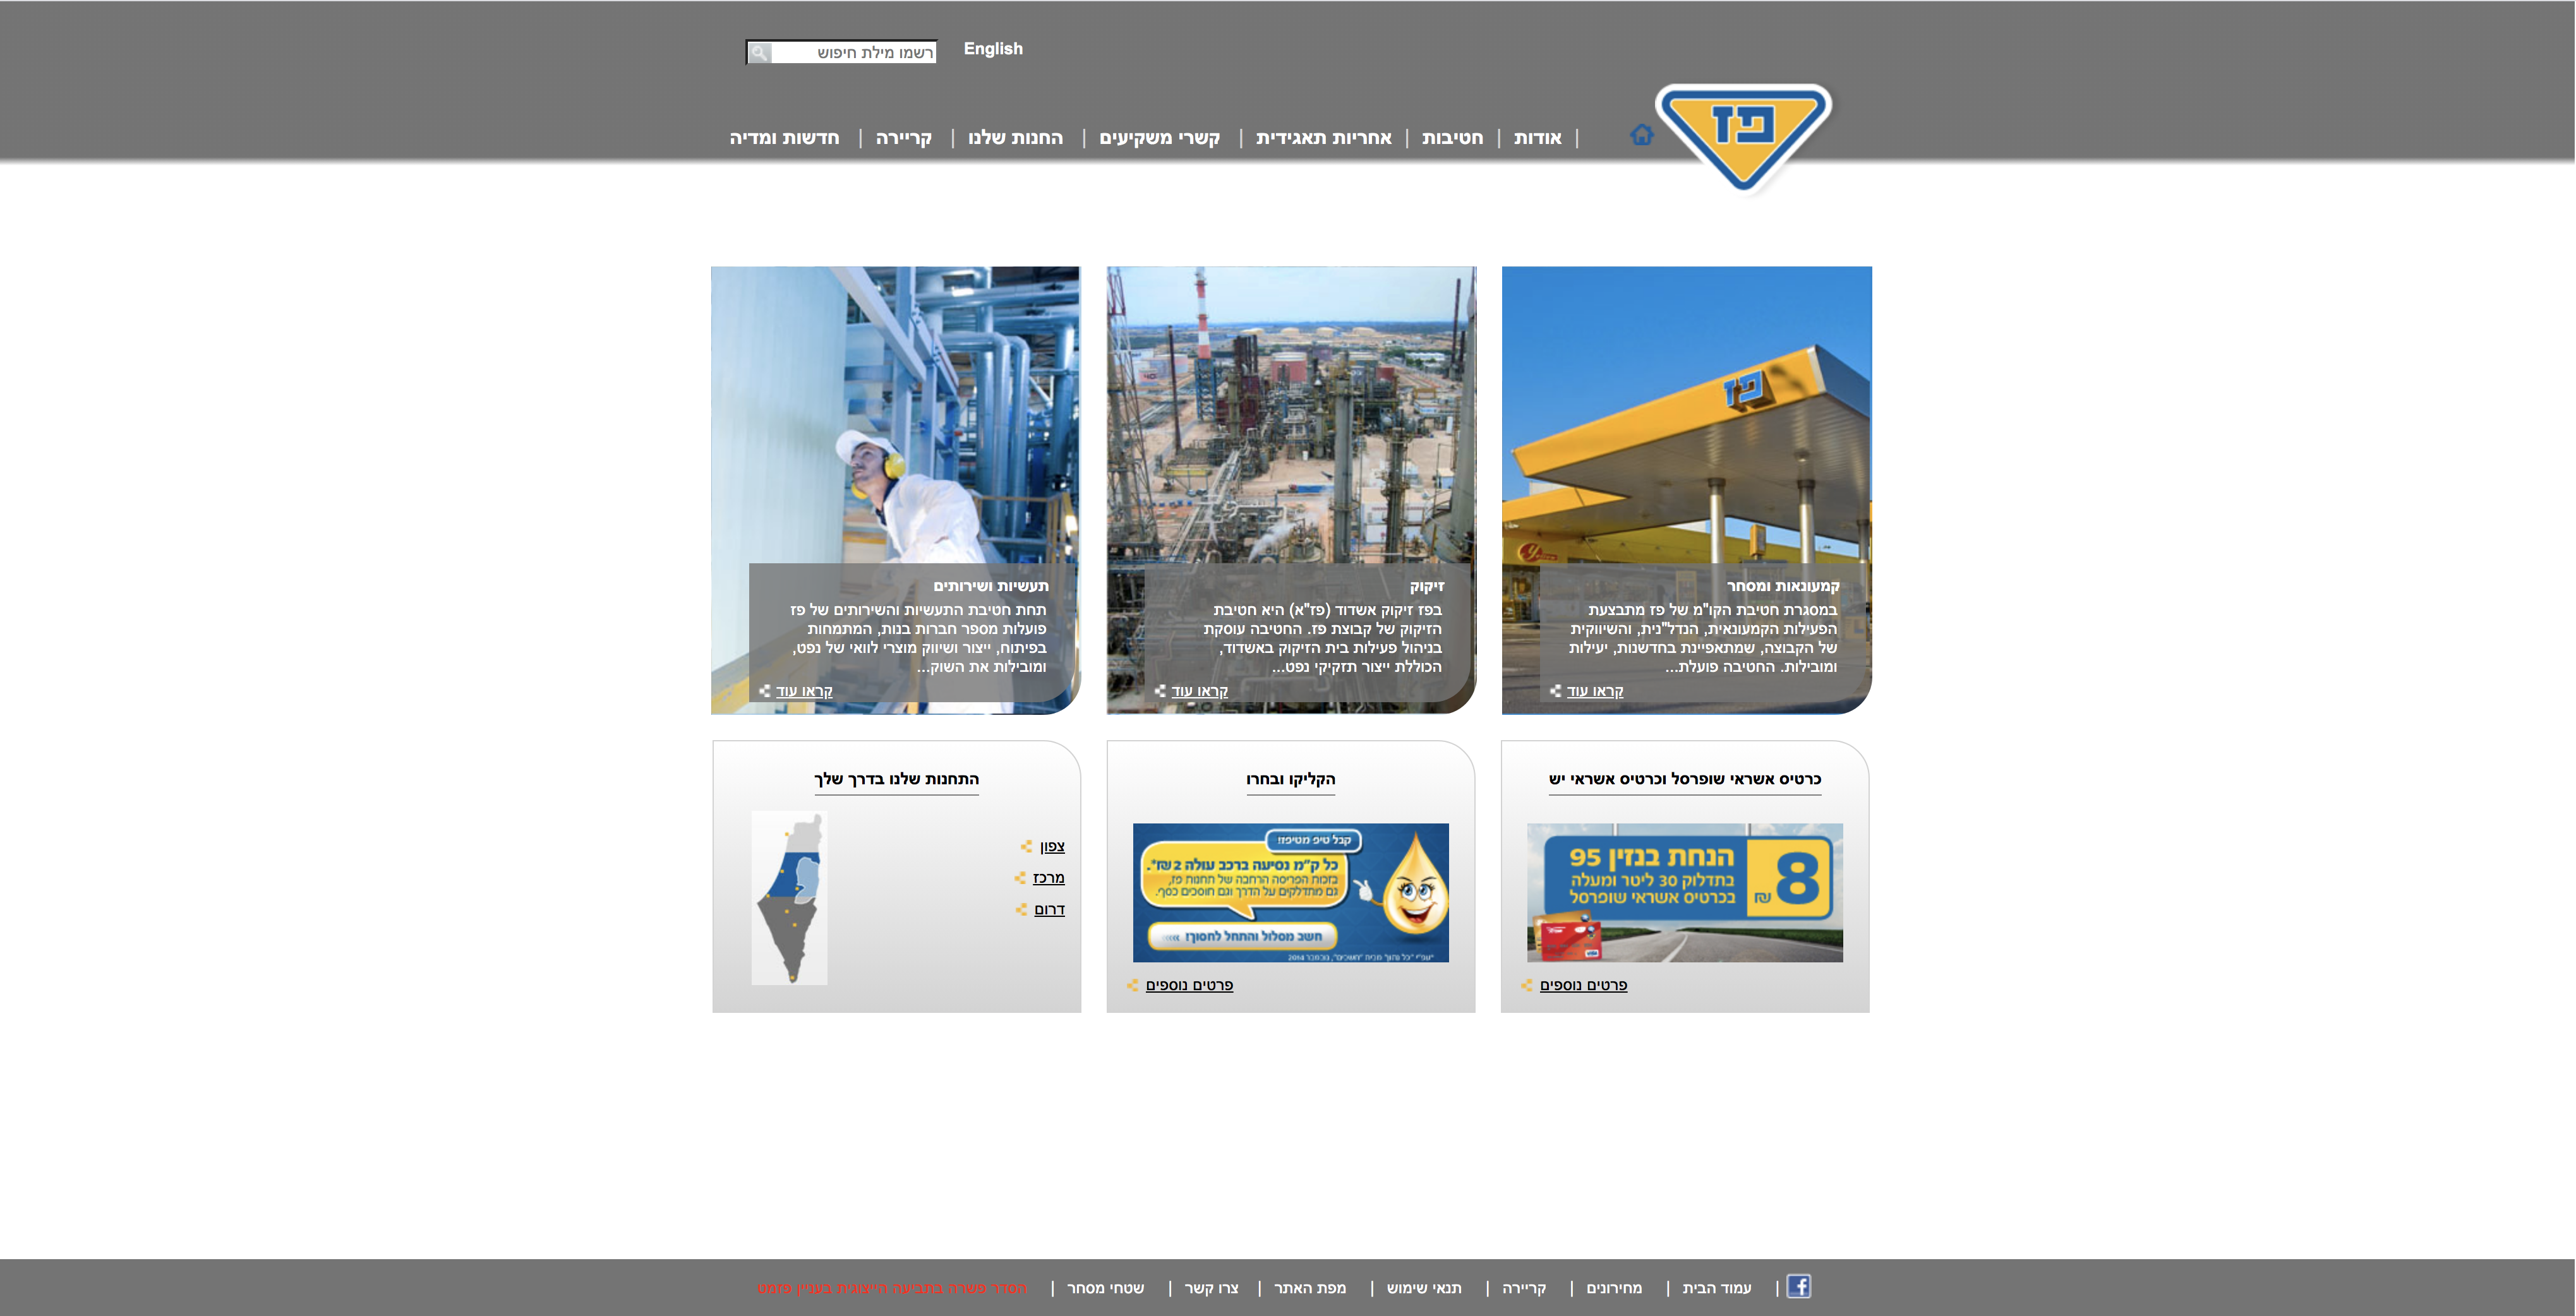 English
רשמו מילת חיפוש
פז
אודות | חטיבות | אחריות תאגידית | קשרי משקיעים | החנות שלנו | קריירה | חדשות ומדיה
פז
קמעונאות ומסחר
במסגרת חטיבת הקו"מ של פז מתבצעת
הפעילות הקמעונאית, הנדל"נית, והשיווקית
של הקבוצה, שמתאפיינת בחדשנות, יעילות
ומובילות. החטיבה פועלת...
קראו עוד
זיקוק
בפז זיקוק אשדוד (פז"א) היא חטיבת
הזיקוק של קבוצת פז. החטיבה עוסקת
בניהול פעילות בית הזיקוק באשדוד,
הכוללת ייצור תזקיקי נפט...
קראו עוד
תעשיות ושירותים
תחת חטיבת התעשיות והשירותים של פז
פועלות מספר חברות בנות, המתמחות
בפיתוח, ייצור ושיווק מוצרי לוואי של נפט,
ומובילות את השוק...
קראו עוד
כרטיס אשראי שופרסל וכרטיס אשראי יש
8 ₪
הנחת בנזין 95
בתדלוק 30 ליטר ומעלה
בכרטיס אשראי שופרסל
פרטים נוספים
הקליקו ובחרו
קבל טיפ מטיפז!
כל ק"מ נסיעה ברכב עולה 2 ₪*.
בזכות הפריסה הרחבה של תחנות פז,
גם מתדלקים על הדרך וגם חוסכים כסף.
חשב מסלול והתחל לחסוך!
פרטים נוספים
התחנות שלנו בדרך שלך
צפון
מרכז
דרום
עמוד הבית | מחירונים | קריירה | תנאי שימוש | מפת האתר | צרו קשר | שטחי מסחר | הסדר פשרה בתביעה הייצוגית בעניין פזמט